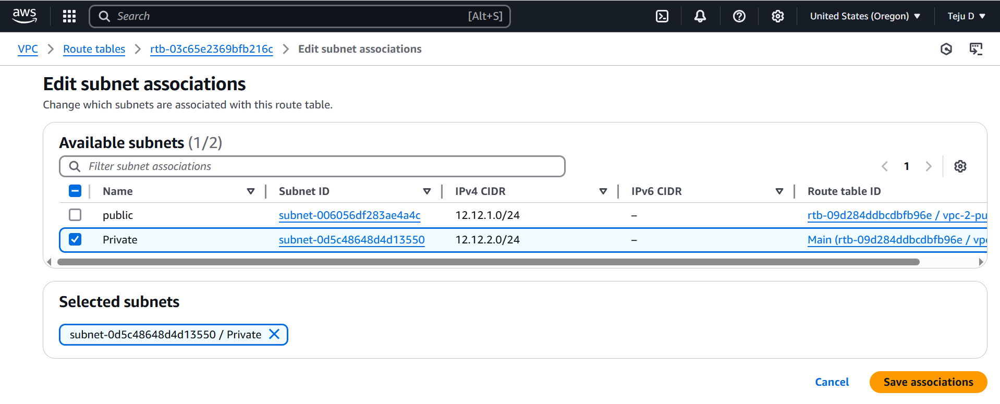 aws Search [Alt+S] United States (Oregon) Teju D
VPC Route tables rtb-03c65e2369bfb216c Edit subnet associations
Edit subnet associations
Change which subnets are associated with this route table.
Available subnets (1/2)
Filter subnet associations 1
Name Subnet ID IPv4 CIDR IPv6 CIDR Route table ID
public subnet-006056df283ae4a4c 12.12.1.0/24 – rtb-09d284ddbcdbfb96e / vpc-2-pu
Private subnet-0d5c48648d4d13550 12.12.2.0/24 – Main (rtb-09d284ddbcdbfb96e / vpc
Selected subnets
subnet-0d5c48648d4d13550 / Private
Cancel Save associations